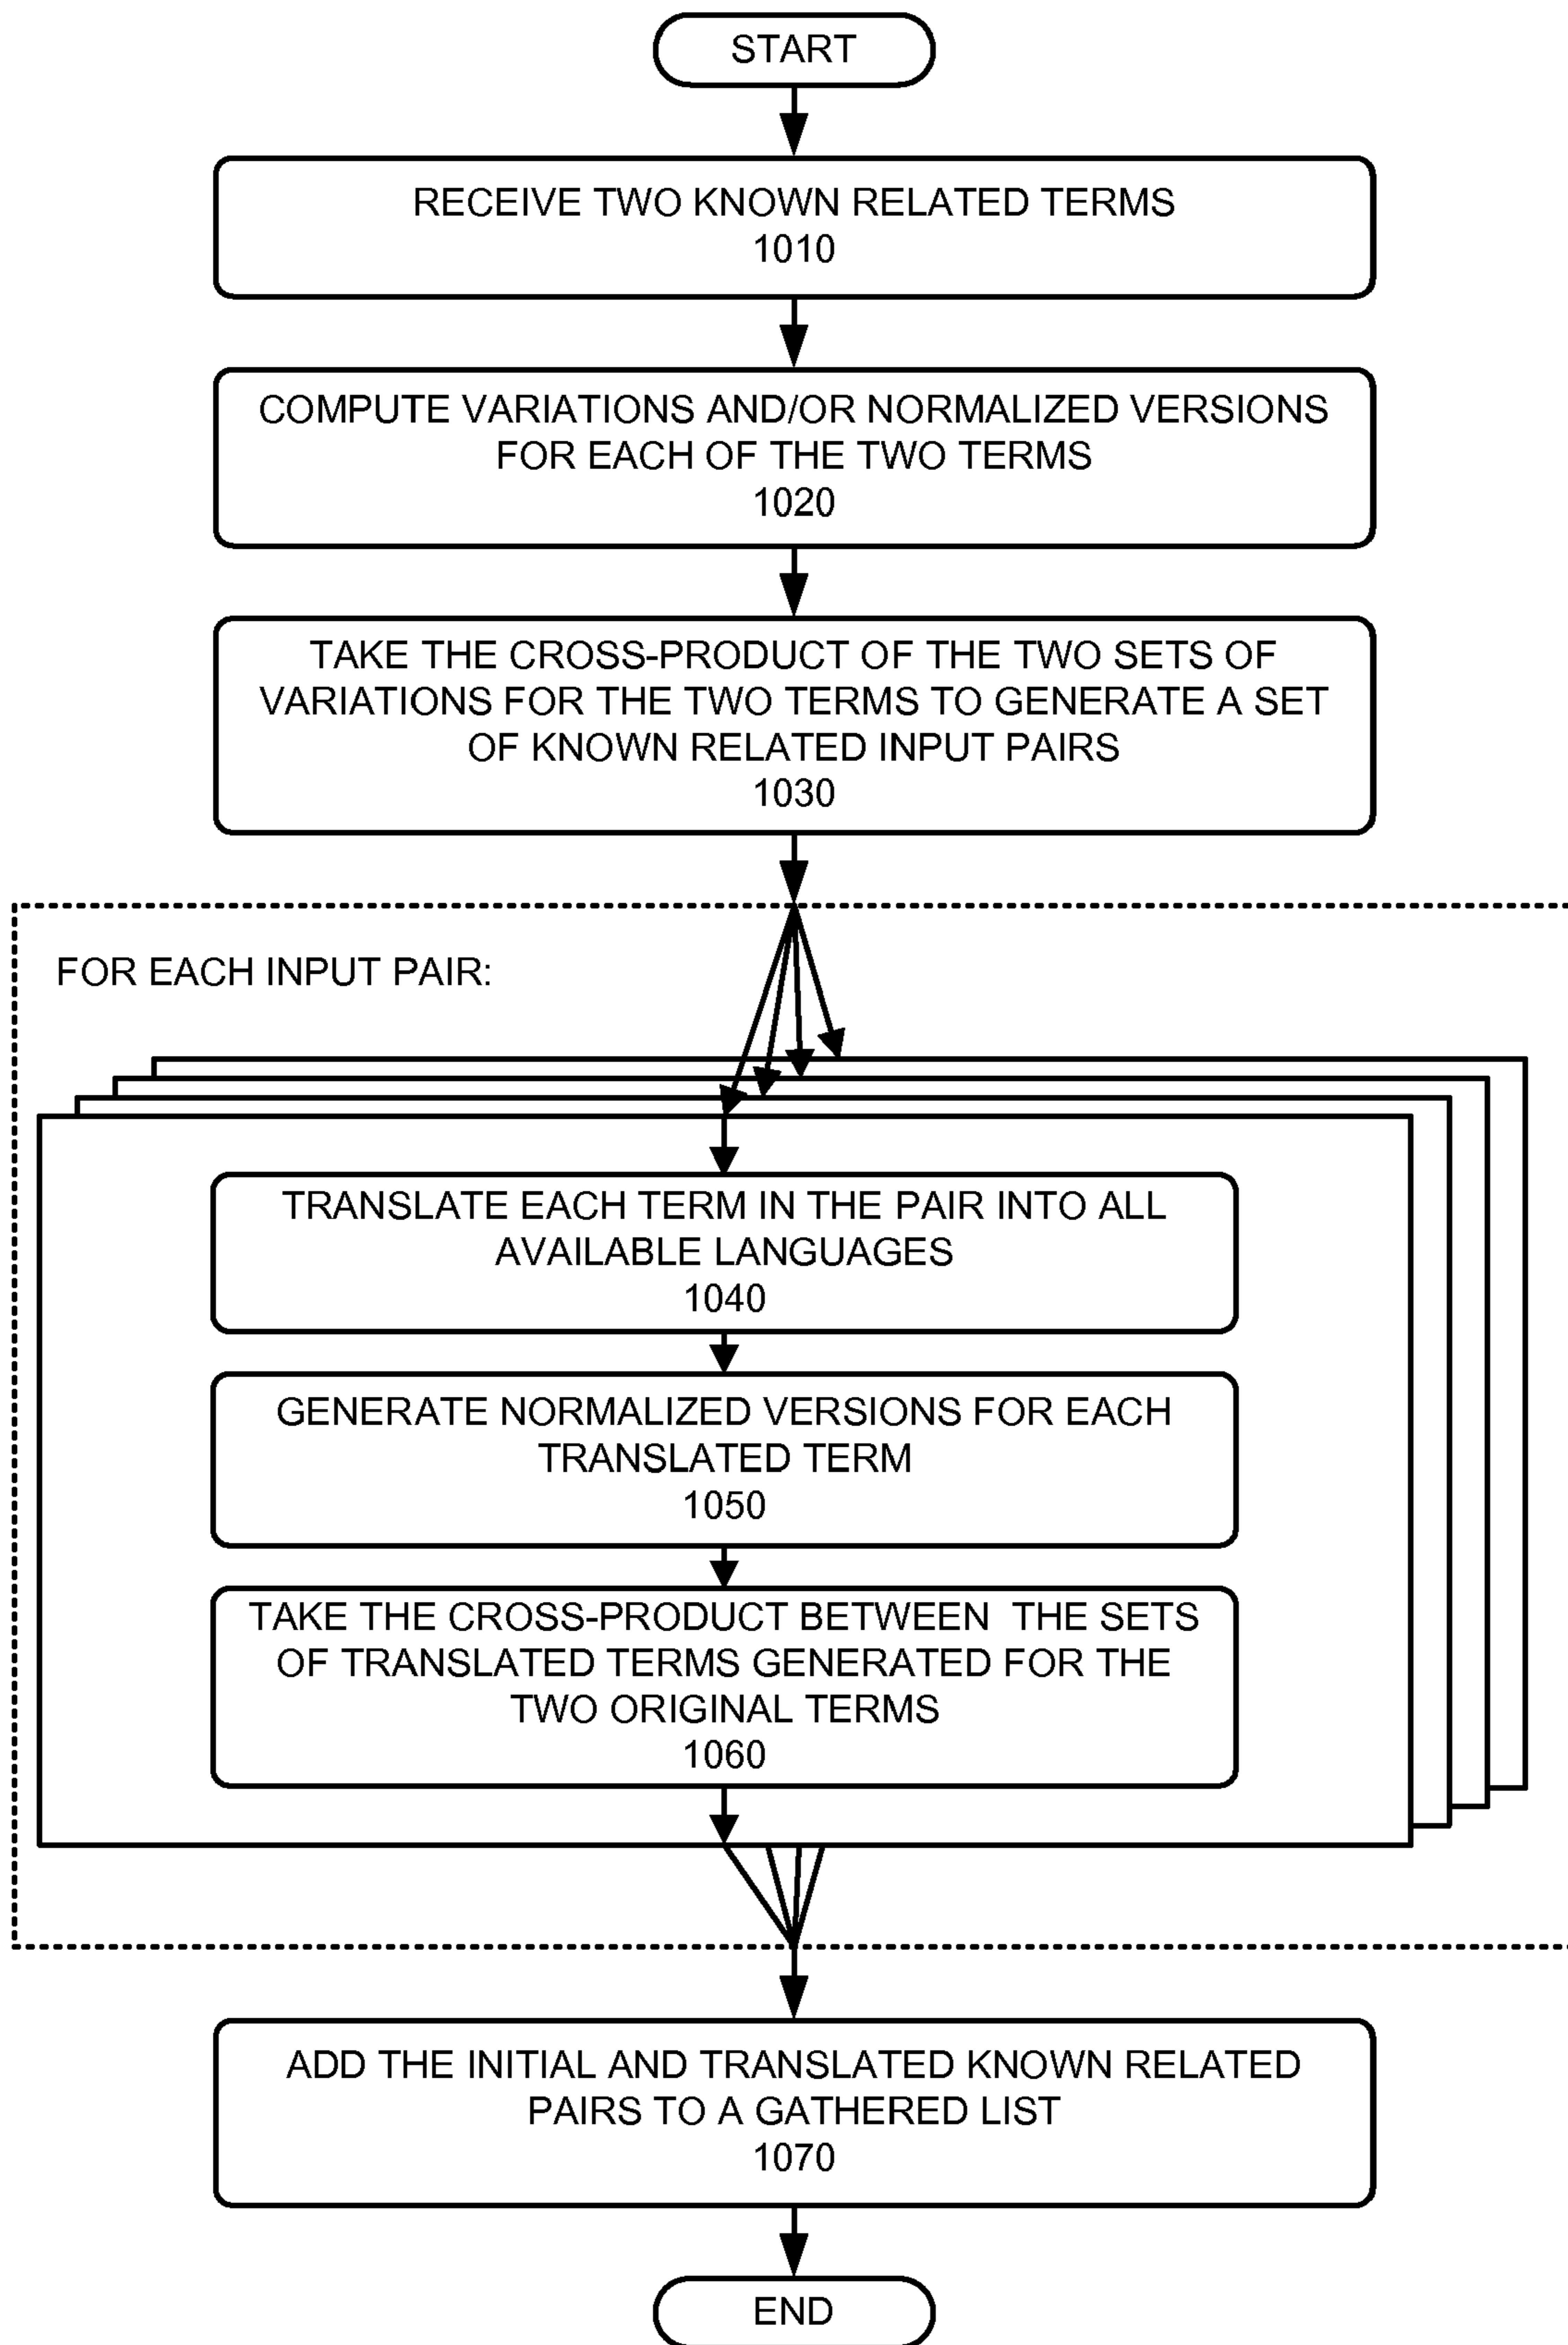 START
RECEIVE TWO KNOWN RELATED TERMS
1010
COMPUTE VARIATIONS AND/OR NORMALIZED VERSIONS
FOR EACH OF THE TWO TERMS
1020
TAKE THE CROSS-PRODUCT OF THE TWO SETS OF
VARIATIONS FOR THE TWO TERMS TO GENERATE A SET
OF KNOWN RELATED INPUT PAIRS
1030
FOR EACH INPUT PAIR:
TRANSLATE EACH TERM IN THE PAIR INTO ALL
AVAILABLE LANGUAGES
1040
GENERATE NORMALIZED VERSIONS FOR EACH
TRANSLATED TERM
1050
TAKE THE CROSS-PRODUCT BETWEEN THE SETS
OF TRANSLATED TERMS GENERATED FOR THE
TWO ORIGINAL TERMS
1060
ADD THE INITIAL AND TRANSLATED KNOWN RELATED
PAIRS TO A GATHERED LIST
1070
END